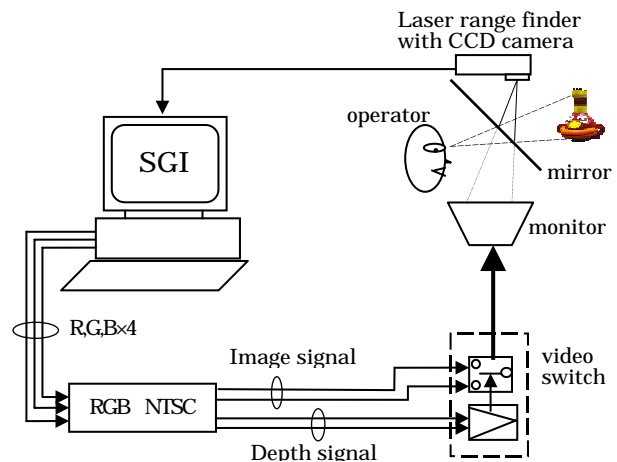 Laser range finder
with CCD camera
operator
SGI
mirror
monitor
R,G,B×4
Image signal
video
switch
RGB NTSC
Depth signal